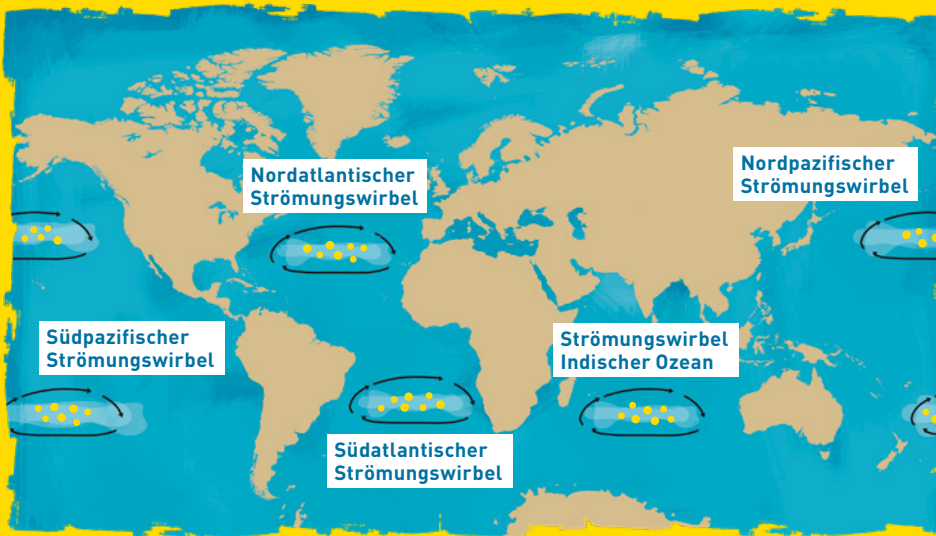 Nordatlantischer
Strömungswirbel
Nordpazifischer
Strömungswirbel
Südpazifischer
Strömungswirbel
Strömungswirbel
Indischer Ozean
Südatlantischer
Strömungswirbel